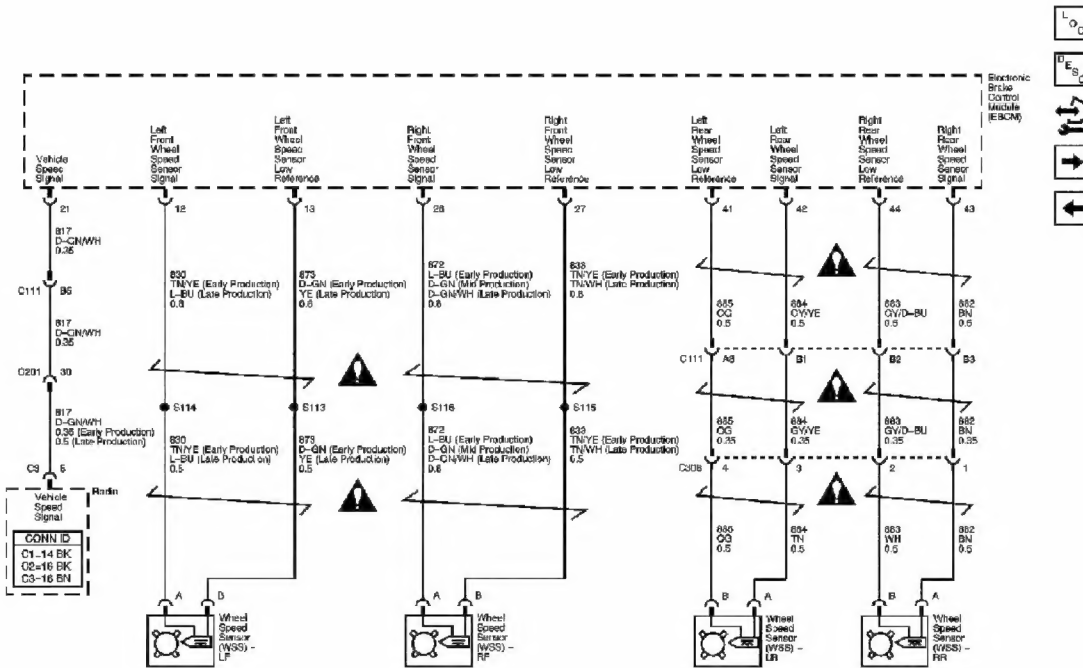 L O C
D E S C
Electronic
Brake
Control
Module
(EBCM)
Vehicle
Speed
Signal
Left
Front
Wheel
Speed
Sensor
Signal
Left
Front
Wheel
Speed
Sensor
Low
Reference
Right
Front
Wheel
Speed
Sensor
Signal
Right
Front
Wheel
Speed
Sensor
Low
Reference
Left
Rear
Wheel
Speed
Sensor
Low
Reference
Left
Rear
Wheel
Speed
Sensor
Signal
Right
Rear
Wheel
Speed
Sensor
Low
Reference
Right
Rear
Wheel
Speed
Sensor
Signal
21 12 13 26 27 41 42 44 43
817
D-GN/WH
0.35
830
TN/YE (Early Production)
L-BU (Late Production)
0.8
873
D-GN (Early Production)
YE (Late Production)
0.8
872
L-BU (Early Production)
D-GN (Mid Production)
D-GN/WH (Late Production)
0.8
833
TN/YE (Early Production)
TN/WH (Late Production)
0.8
885
OG
0.5
884
GY/YE
0.5
883
GY/D-BU
0.5
882
BN
0.5
C111 B6
817
D-GN/WH
0.35
C201 30
C111 A6 B1 B2 B3
S114 S113 S116 S115
817
D-GN/WH
0.35 (Early Production)
0.5 (Late Production)
830
TN/YE (Early Production)
L-BU (Late Production)
0.5
873
D-GN (Early Production)
YE (Late Production)
0.5
872
L-BU (Early Production)
D-GN (Mid Production)
D-GN/WH (Late Production)
0.8
833
TN/YE (Early Production)
TN/WH (Late Production)
0.5
885
OG
0.35
884
GY/YE
0.35
883
GY/D-BU
0.35
882
BN
0.35
C3 5
C306 4 3 2 1
Radio
Vehicle
Speed
Signal
CONN ID
C1=14 BK
C2=16 BK
C3=16 BN
885
OG
0.5
884
TN
0.5
883
WH
0.5
882
BN
0.5
A B A B B A B A
Wheel
Speed
Sensor
(WSS) -
LF
Wheel
Speed
Sensor
(WSS) -
RF
Wheel
Speed
Sensor
(WSS) -
LR
Wheel
Speed
Sensor
(WSS) -
RR